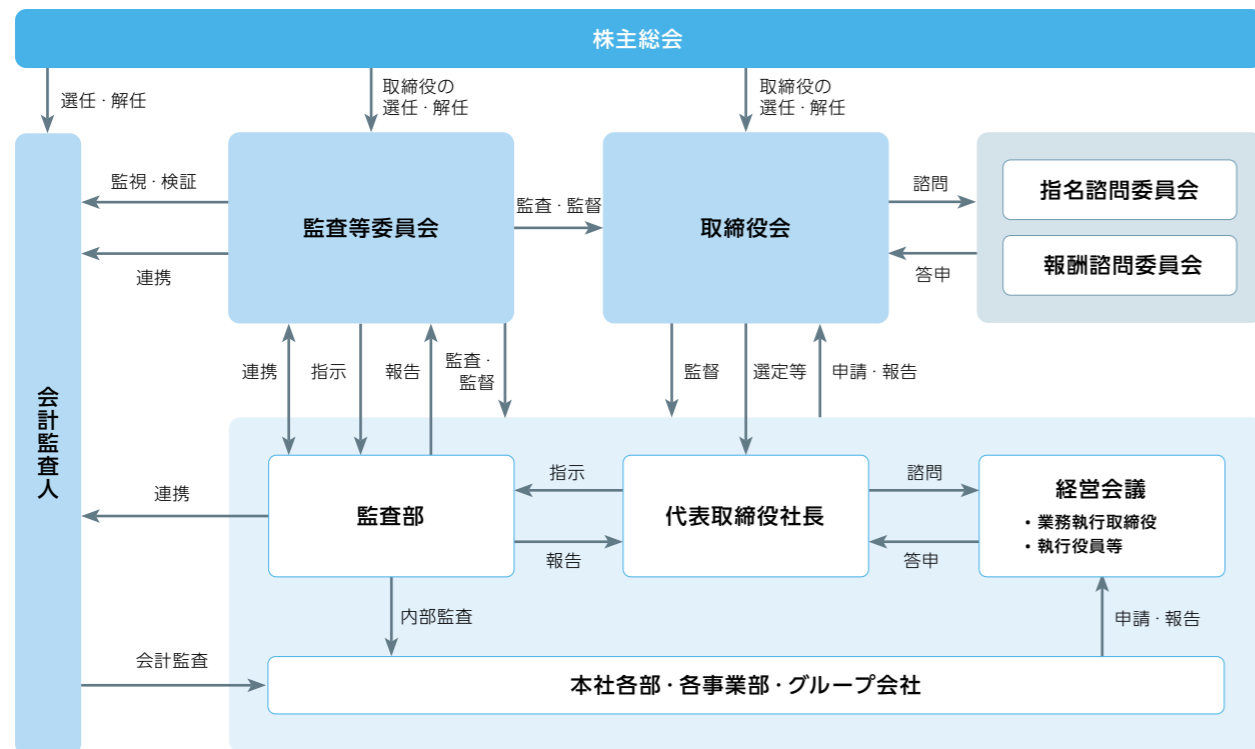 株主総会
選任・解任
取締役の
選任・解任
取締役の
選任・解任
監視・検証
連携
監査等委員会
監査・監督
取締役会
諮問
答申
指名諮問委員会
報酬諮問委員会
会計監査人
連携
指示
報告
監査・
監督
監督
選定等
申請・報告
連携
監査部
指示
報告
代表取締役社長
諮問
答申
経営会議
・業務執行取締役
・執行役員等
内部監査
申請・報告
会計監査
本社各部・各事業部・グループ会社